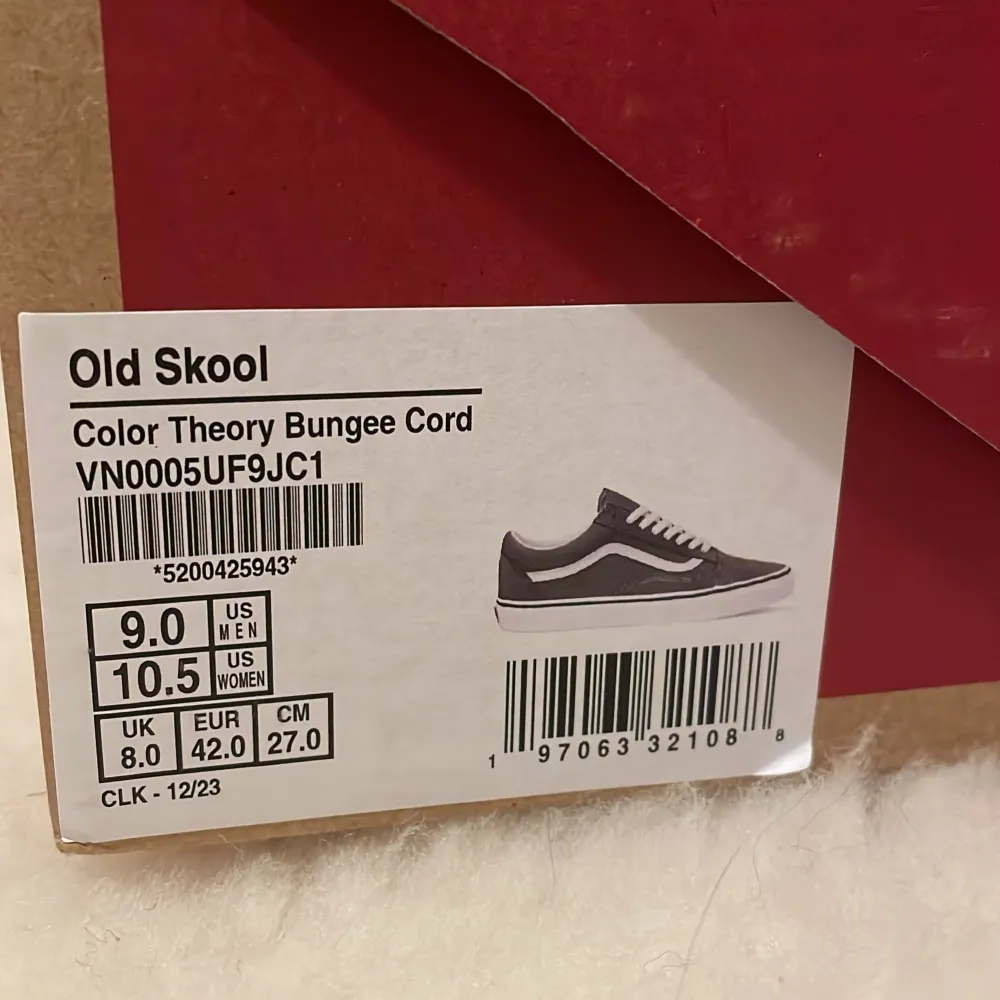 Old Skool
Color Theory Bungee Cord
VN0005UF9JC1
*5200425943*
9.0 US MEN
10.5 US WOMEN
UK EUR CM
8.0 42.0 27.0
CLK - 12/23
1 97063 32108 8